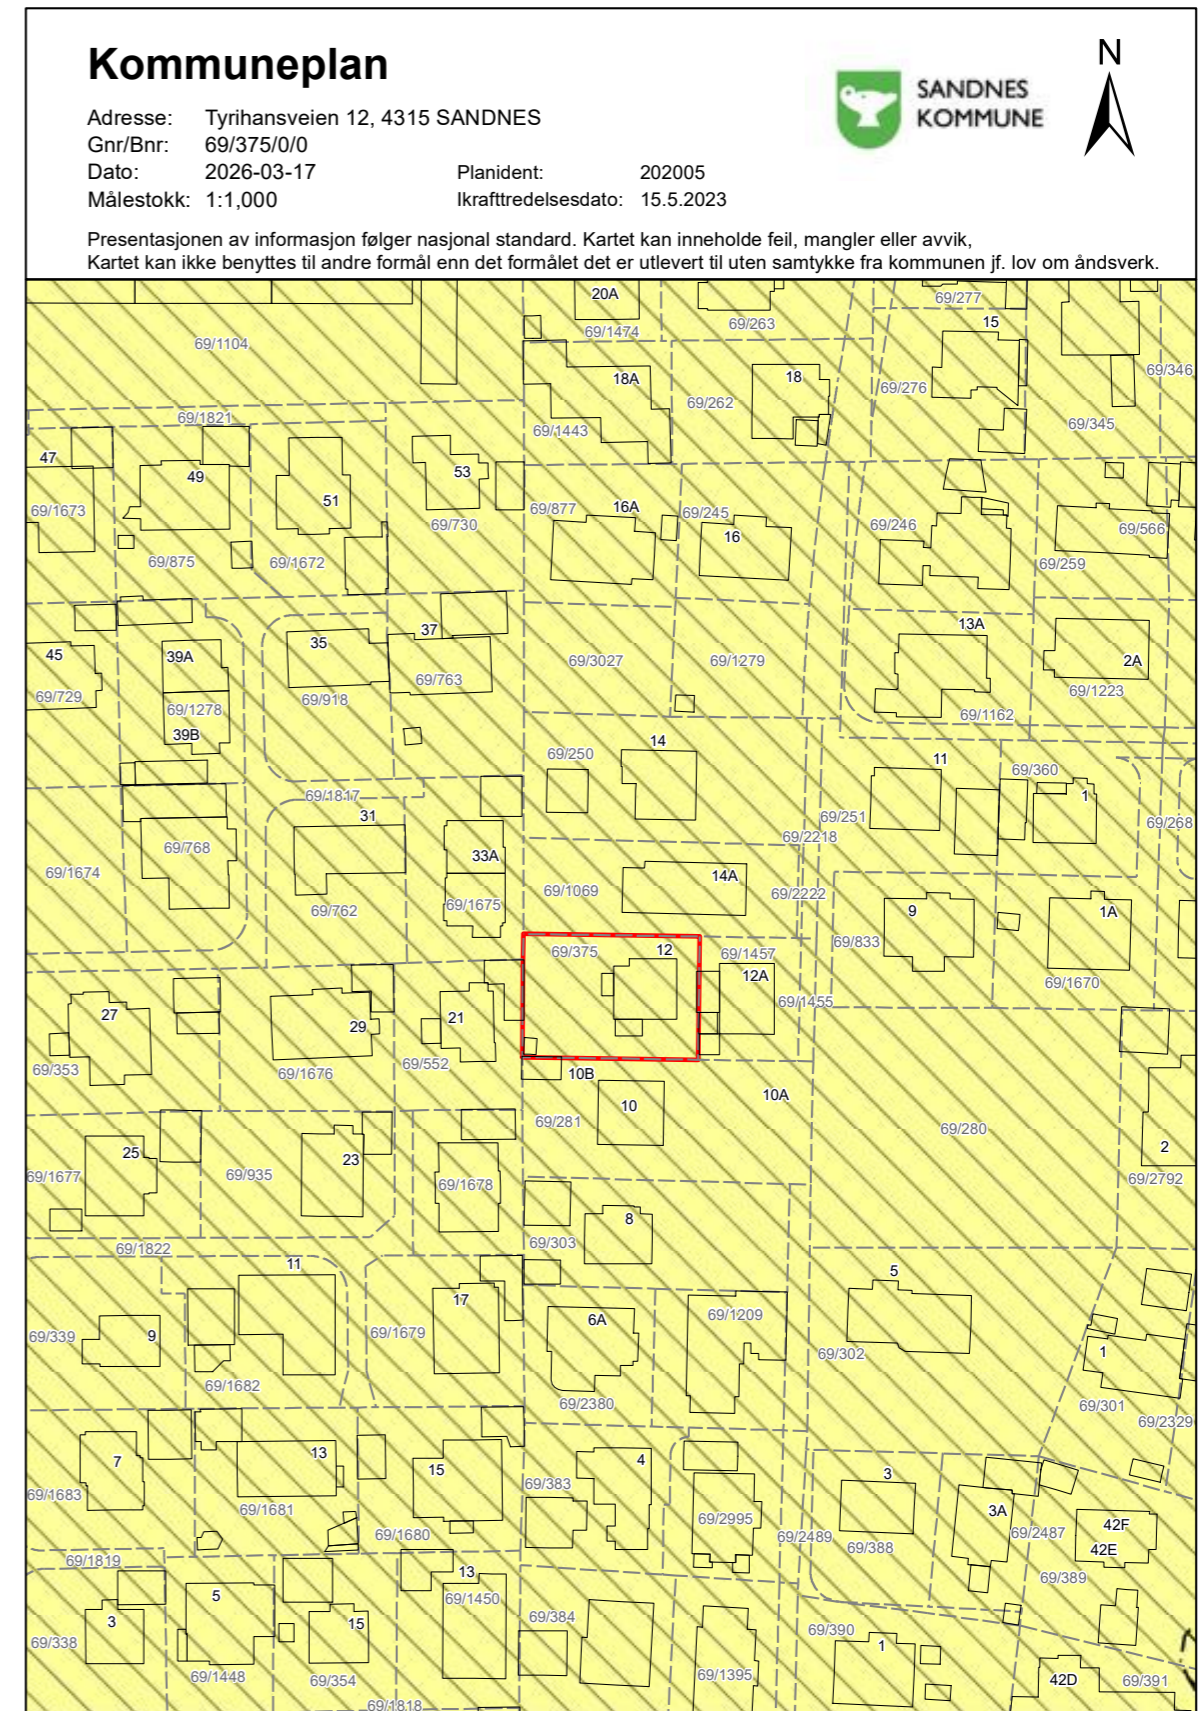 Kommuneplan
Adresse: Tyrihansveien 12, 4315 SANDNES
Gnr/Bnr: 69/375/0/0
Dato: 2026-03-17 Planident: 202005
Målestokk: 1:1,000 Ikrafttredelsesdato: 15.5.2023
SANDNES
KOMMUNE
N
Presentasjonen av informasjon følger nasjonal standard. Kartet kan inneholde feil, mangler eller avvik,
Kartet kan ikke benyttes til andre formål enn det formålet det er utlevert til uten samtykke fra kommunen jf. lov om åndsverk.
20A 69/277
69/1474 69/263 15
69/1104
69/346
18A 18
69/276
69/262
69/1821 69/345
69/1443
47
49 53
51
69/1673 69/877 16A 69/245
69/730 69/246 69/566
16
69/875 69/1672 69/259
13A
37
35
45 39A 69/3027 69/1279 2A
69/729 69/918 69/763 69/1223
69/1278 69/1162
39B 14
69/250 11
69/360
69/1817 1
31 69/251 69/268
69/2218
69/768 33A
69/1674 14A
69/1069 69/2222
69/762 69/1675 9 1A
69/833
69/375 12 69/1457
12A
69/1670
69/1455
27 21
29
69/353 69/1676 69/552
10B
10A
10
69/281 69/280
25 23 2
69/1677 69/935 69/1678 69/2792
8
69/303
69/1822
11 5
17 6A 69/1209
69/339 9 69/1679
69/302 1
69/1682
69/2380 69/301
69/2329
7 13 4
15 3
69/383
69/1683 69/1681 3A
69/2995 42F
69/1680 69/2489 69/2487
69/388 42E
69/1819 13 69/389
5
3 15 69/1450 69/384
69/338 69/390 1
69/1448 69/354 69/1395 42D 69/391
69/1818